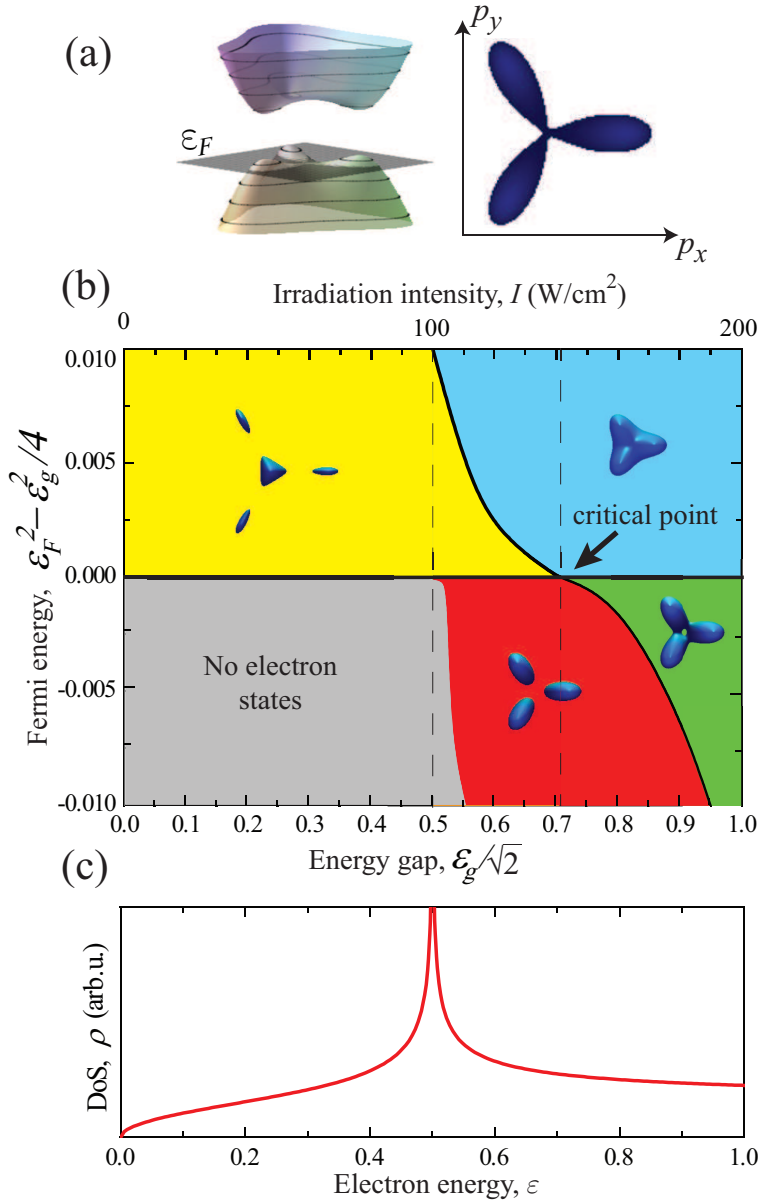 (a)
p_y
ε_F
p_x
(b)
Irradiation intensity, I (W/cm²)
0 100 200
0.010
0.005
0.000
-0.005
-0.010
Fermi energy, ε_F² − ε_g²/4
critical point
No electron
states
0.0 0.1 0.2 0.3 0.4 0.5 0.6 0.7 0.8 0.9 1.0
Energy gap, ε_g/√2
(c)
DoS, ρ (arb.u.)
0.0 0.2 0.4 0.6 0.8 1.0
Electron energy, ε